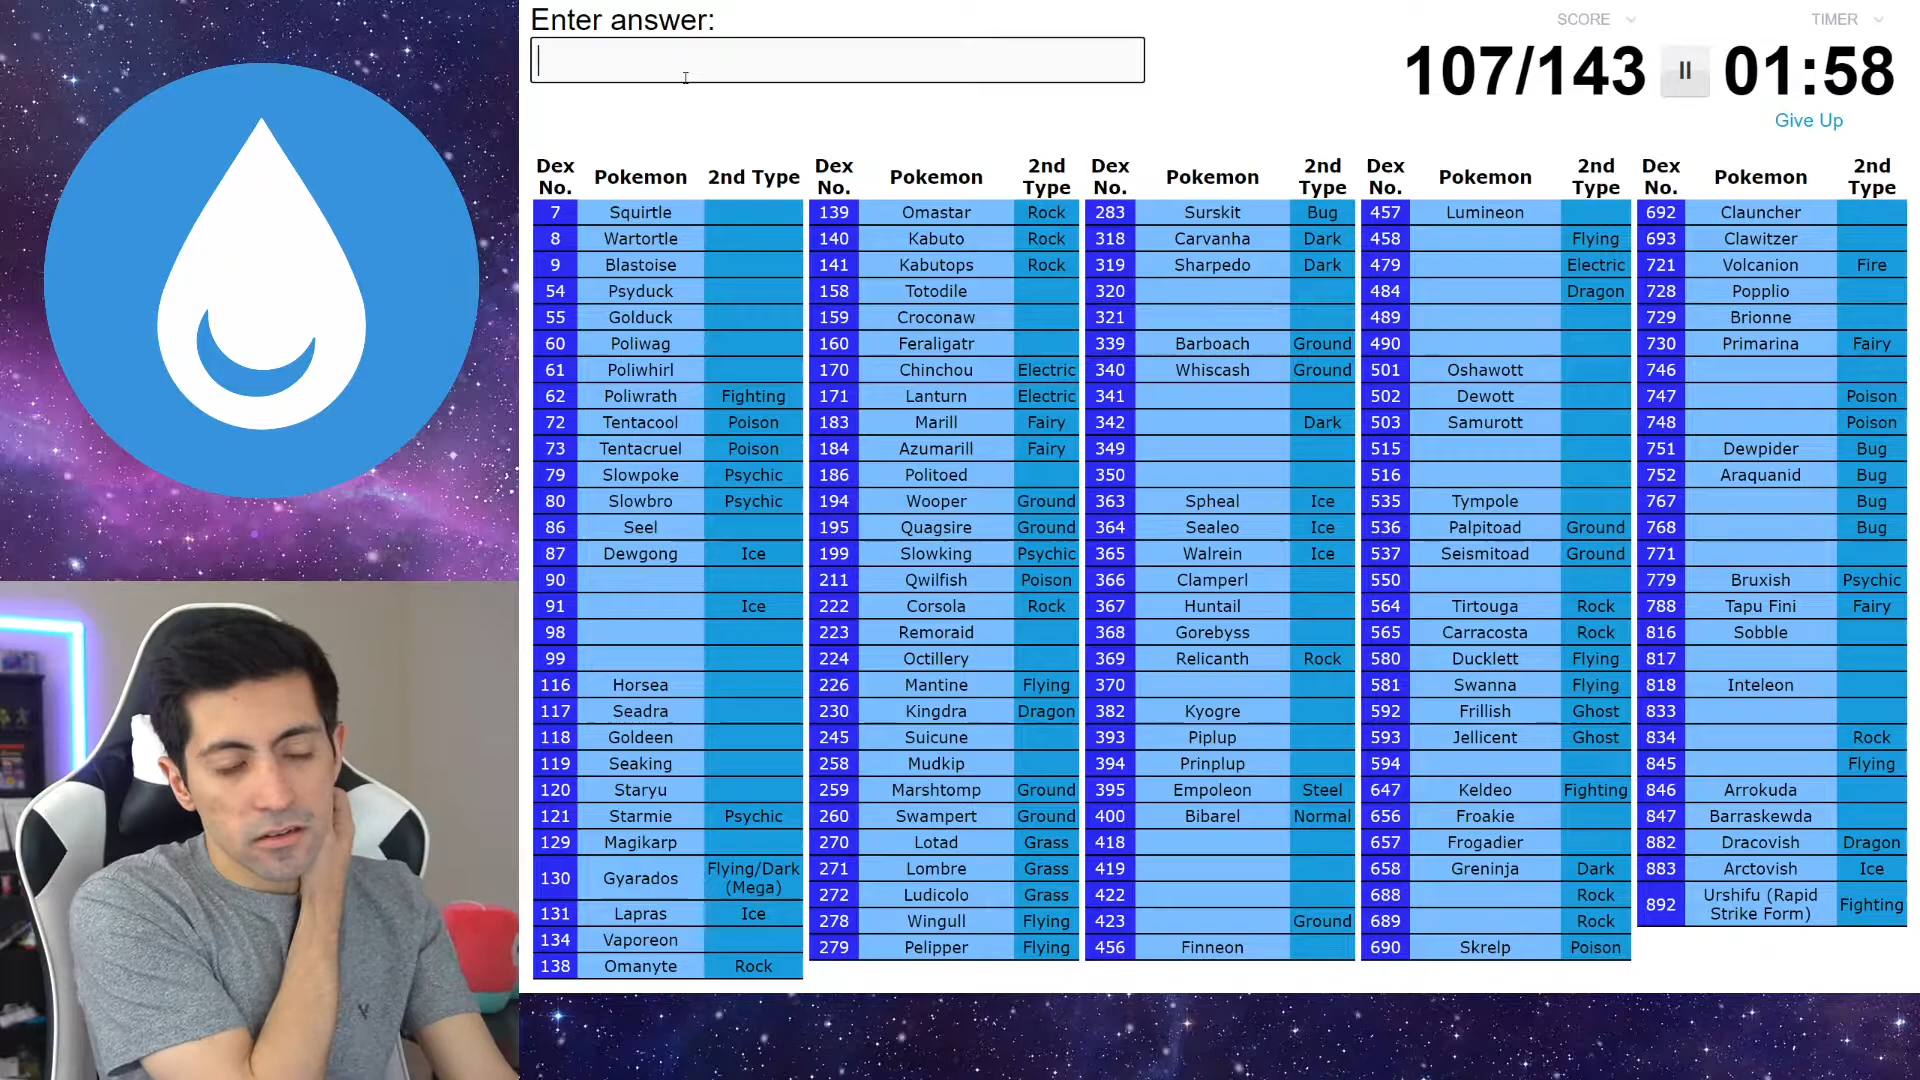 Enter answer:
SCORE
TIMER
107/143
01:58
Give Up
Dex No. Pokemon 2nd Type
7 Squirtle
8 Wartortle
9 Blastoise
54 Psyduck
55 Golduck
60 Poliwag
61 Poliwhirl
62 Poliwrath Fighting
72 Tentacool Poison
73 Tentacruel Poison
79 Slowpoke Psychic
80 Slowbro Psychic
86 Seel
87 Dewgong Ice
90
91 Ice
98
99
116 Horsea
117 Seadra
118 Goldeen
119 Seaking
120 Staryu
121 Starmie Psychic
129 Magikarp
130 Gyarados Flying/Dark (Mega)
131 Lapras Ice
134 Vaporeon
138 Omanyte Rock
Dex No. Pokemon 2nd Type
139 Omastar Rock
140 Kabuto Rock
141 Kabutops Rock
158 Totodile
159 Croconaw
160 Feraligatr
170 Chinchou Electric
171 Lanturn Electric
183 Marill Fairy
184 Azumarill Fairy
186 Politoed
194 Wooper Ground
195 Quagsire Ground
199 Slowking Psychic
211 Qwilfish Poison
222 Corsola Rock
223 Remoraid
224 Octillery
226 Mantine Flying
230 Kingdra Dragon
245 Suicune
258 Mudkip
259 Marshtomp Ground
260 Swampert Ground
270 Lotad Grass
271 Lombre Grass
272 Ludicolo Grass
278 Wingull Flying
279 Pelipper Flying
Dex No. Pokemon 2nd Type
283 Surskit Bug
318 Carvanha Dark
319 Sharpedo Dark
320
321
339 Barboach Ground
340 Whiscash Ground
341
342 Dark
349
350
363 Spheal Ice
364 Sealeo Ice
365 Walrein Ice
366 Clamperl
367 Huntail
368 Gorebyss
369 Relicanth Rock
370
382 Kyogre
393 Piplup
394 Prinplup
395 Empoleon Steel
400 Bibarel Normal
418
419
422
423 Ground
456 Finneon
Dex No. Pokemon 2nd Type
457 Lumineon
458 Flying
479 Electric
484 Dragon
489
490
501 Oshawott
502 Dewott
503 Samurott
515
516
535 Tympole
536 Palpitoad Ground
537 Seismitoad Ground
550
564 Tirtouga Rock
565 Carracosta Rock
580 Ducklett Flying
581 Swanna Flying
592 Frillish Ghost
593 Jellicent Ghost
594
647 Keldeo Fighting
656 Froakie
657 Frogadier
658 Greninja Dark
688 Rock
689 Rock
690 Skrelp Poison
Dex No. Pokemon 2nd Type
692 Clauncher
693 Clawitzer
721 Volcanion Fire
728 Popplio
729 Brionne
730 Primarina Fairy
746
747 Poison
748 Poison
751 Dewpider Bug
752 Araquanid Bug
767 Bug
768 Bug
771
779 Bruxish Psychic
788 Tapu Fini Fairy
816 Sobble
817
818 Inteleon
833
834 Rock
845 Flying
846 Arrokuda
847 Barraskewda
882 Dracovish Dragon
883 Arctovish Ice
892 Urshifu (Rapid Strike Form) Fighting